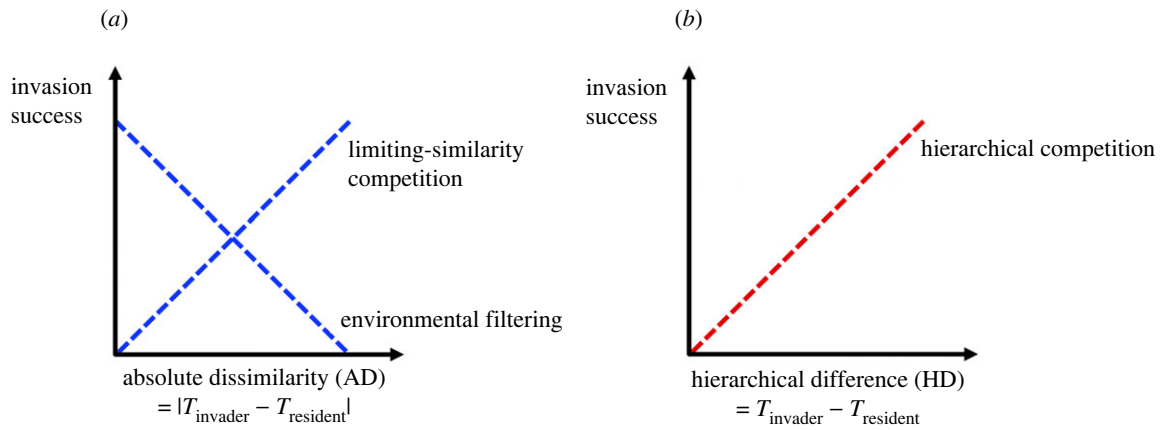 (a)
invasion
success
limiting-similarity
competition
environmental filtering
absolute dissimilarity (AD)
= |T_invader − T_resident|
(b)
invasion
success
hierarchical competition
hierarchical difference (HD)
= T_invader − T_resident